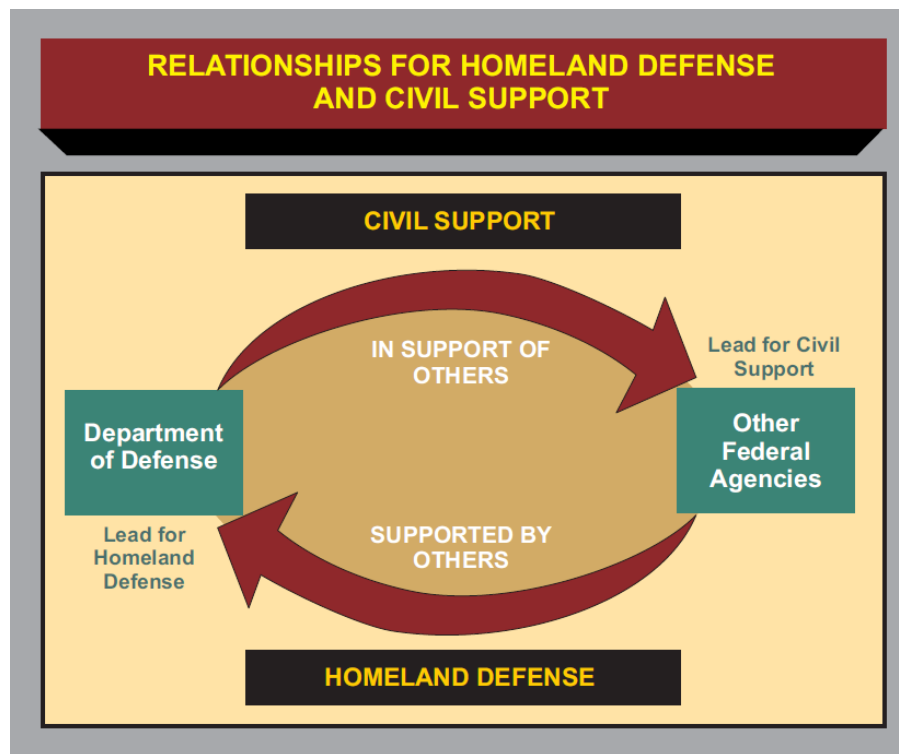 RELATIONSHIPS FOR HOMELAND DEFENSE
AND CIVIL SUPPORT
CIVIL SUPPORT
IN SUPPORT OF
OTHERS
Lead for Civil
Support
Department
of Defense
Other
Federal
Agencies
Lead for
Homeland
Defense
SUPPORTED BY
OTHERS
HOMELAND DEFENSE